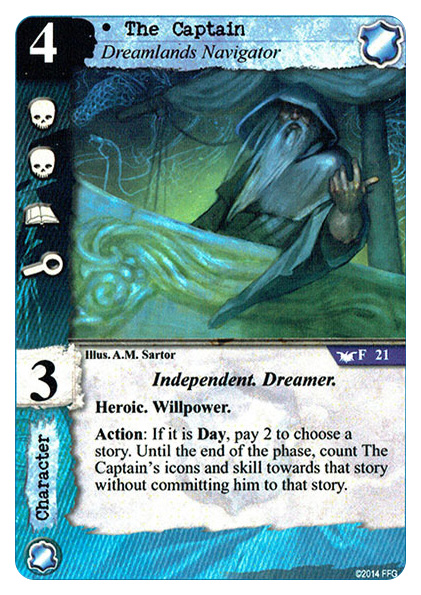 4
• The Captain
Dreamlands Navigator
Illus. A.M. Sartor
F 21
3
Independent. Dreamer.
Heroic. Willpower.
Action: If it is Day, pay 2 to choose a
story. Until the end of the phase, count The
Captain's icons and skill towards that story
without committing him to that story.
Character
©2014 FFG